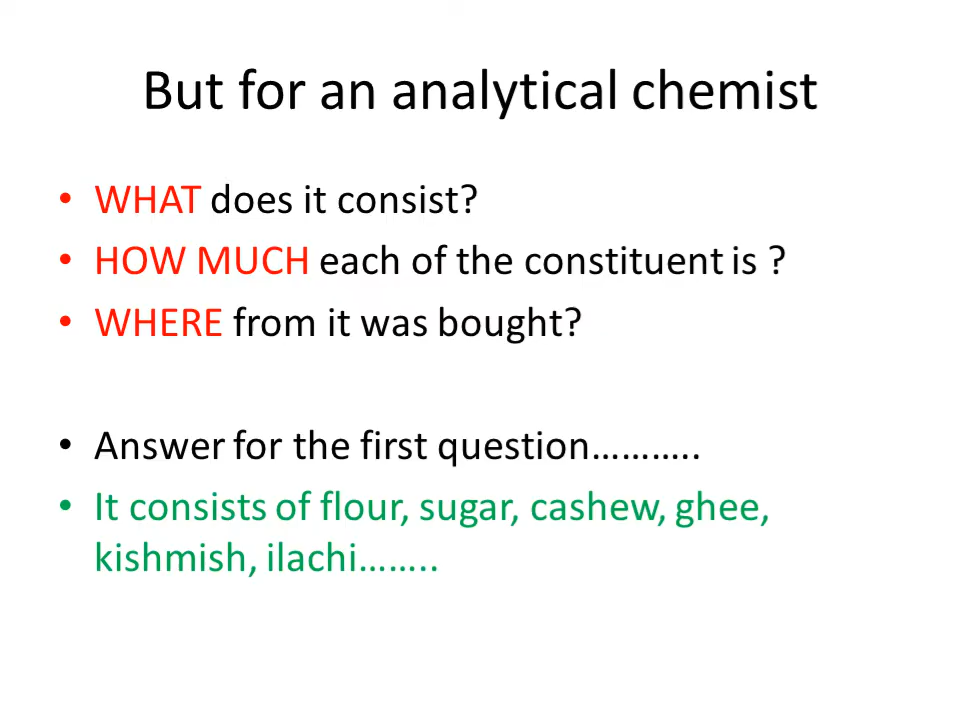 But for an analytical chemist
• WHAT does it consist?
• HOW MUCH each of the constituent is ?
• WHERE from it was bought?
• Answer for the first question………..
• It consists of flour, sugar, cashew, ghee,
kishmish, ilachi……..